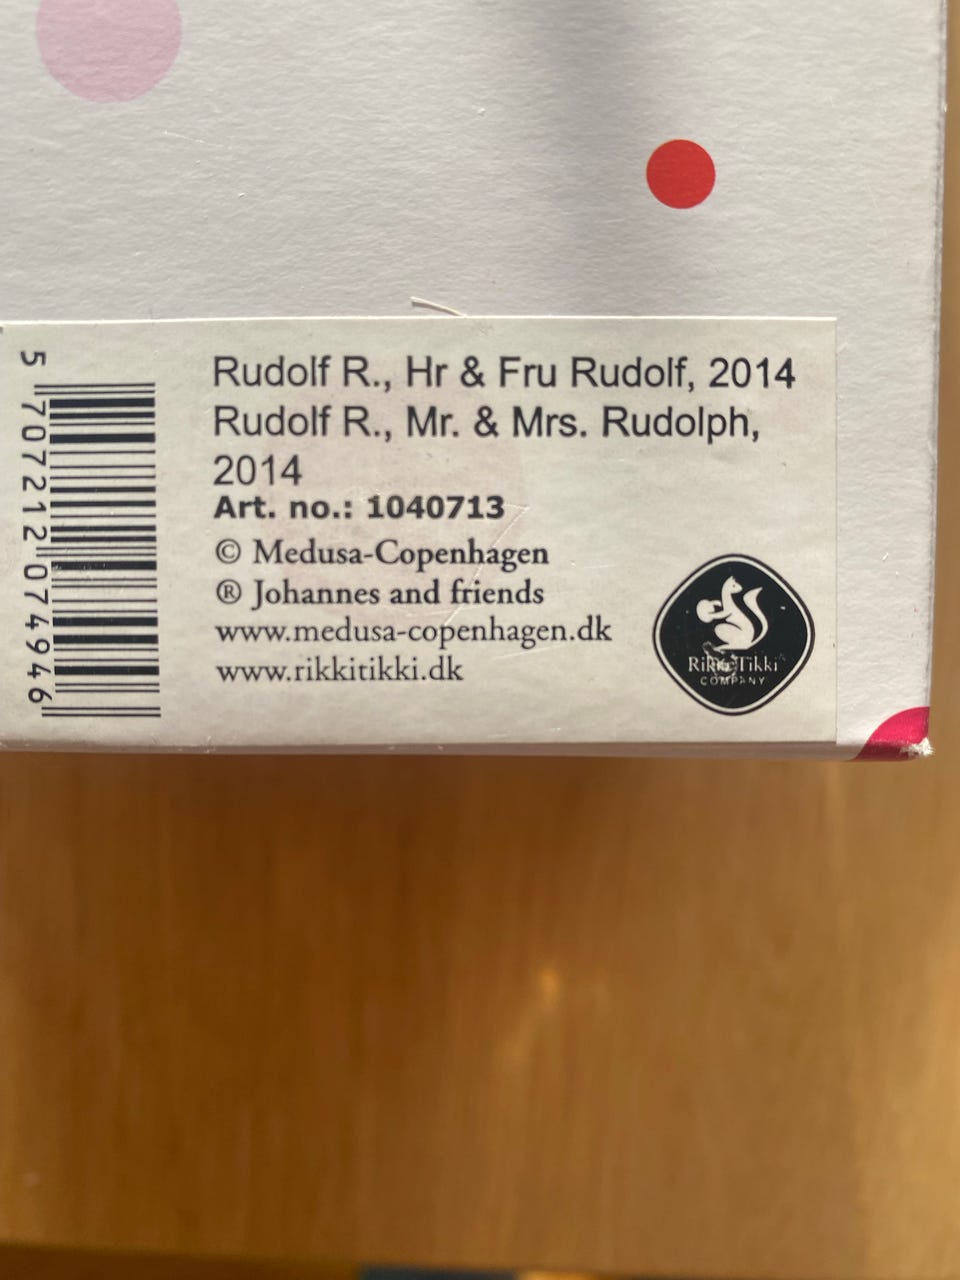 5 707212 074946
Rudolf R., Hr & Fru Rudolf, 2014
Rudolf R., Mr. & Mrs. Rudolph,
2014
Art. no.: 1040713
© Medusa-Copenhagen
® Johannes and friends
www.medusa-copenhagen.dk
www.rikkitikki.dk
Rikki Tikki
COMPANY